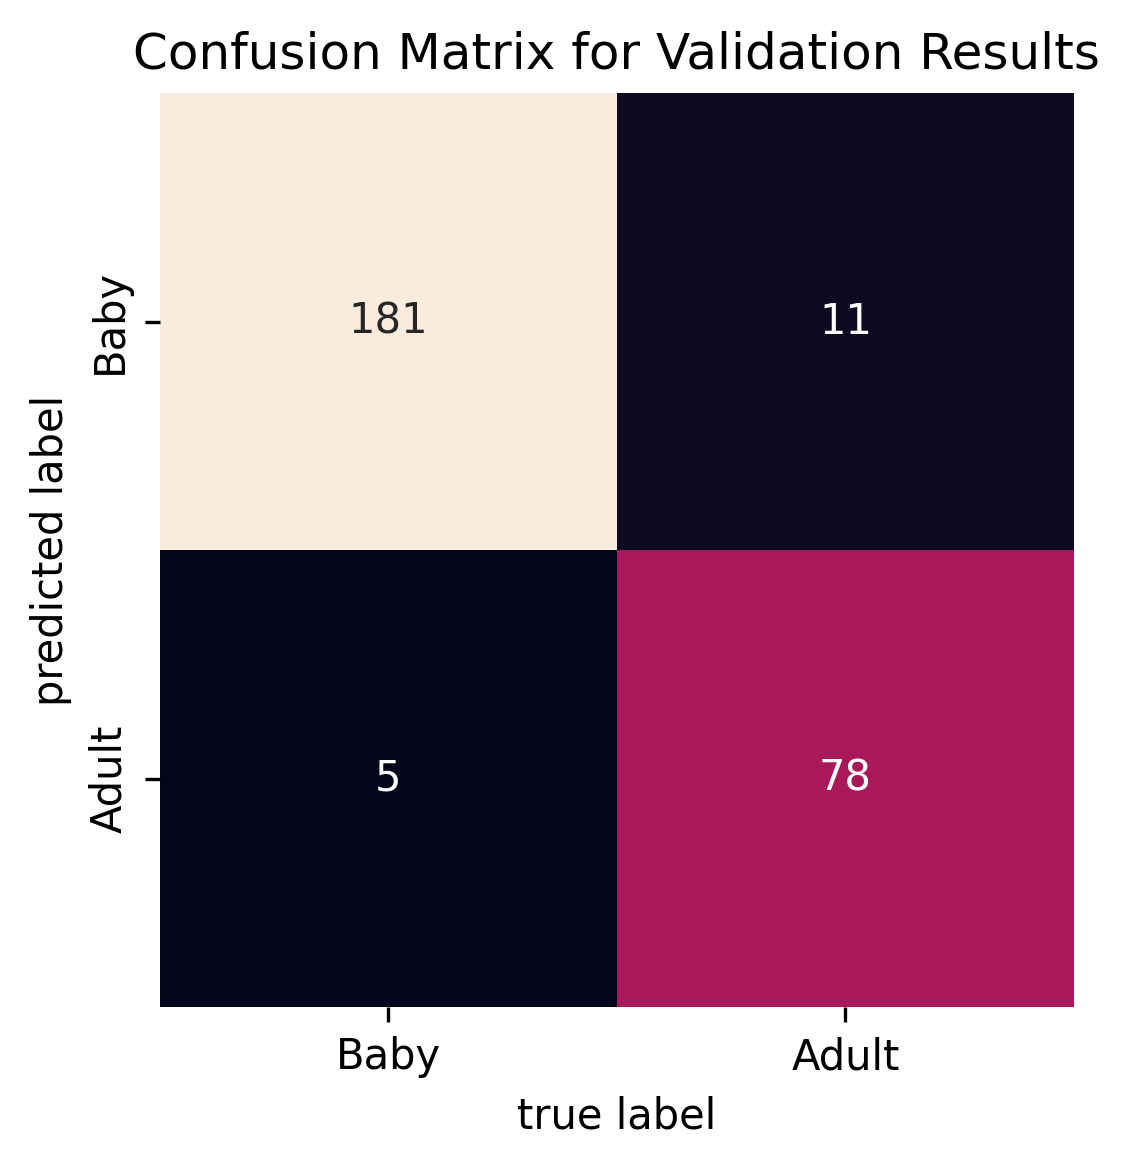 Confusion Matrix for Validation Results
predicted label
Baby
181
11
Adult
5
78
Baby
Adult
true label